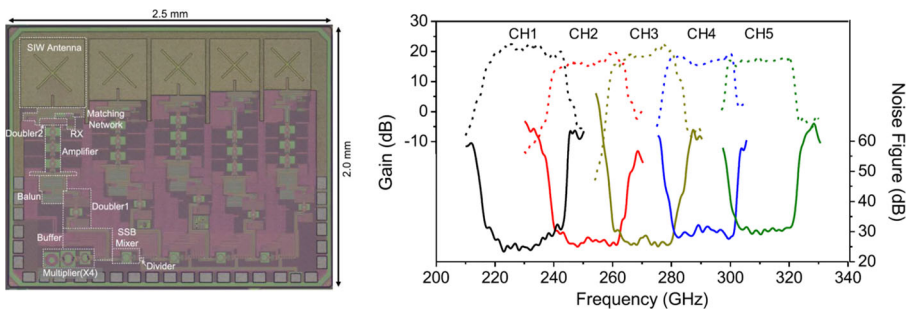 2.5 mm
SIW Antenna
Matching
Network
Doubler2
RX
Amplifier
Balun
Doubler1
Buffer
SSB
Mixer
Multiplier(X4)
Divider
2.0 mm
CH1 CH2 CH3 CH4 CH5
30
20
10
0
-10
Gain (dB)
60
50
40
30
20
Noise Figure (dB)
200 220 240 260 280 300 320 340
Frequency (GHz)